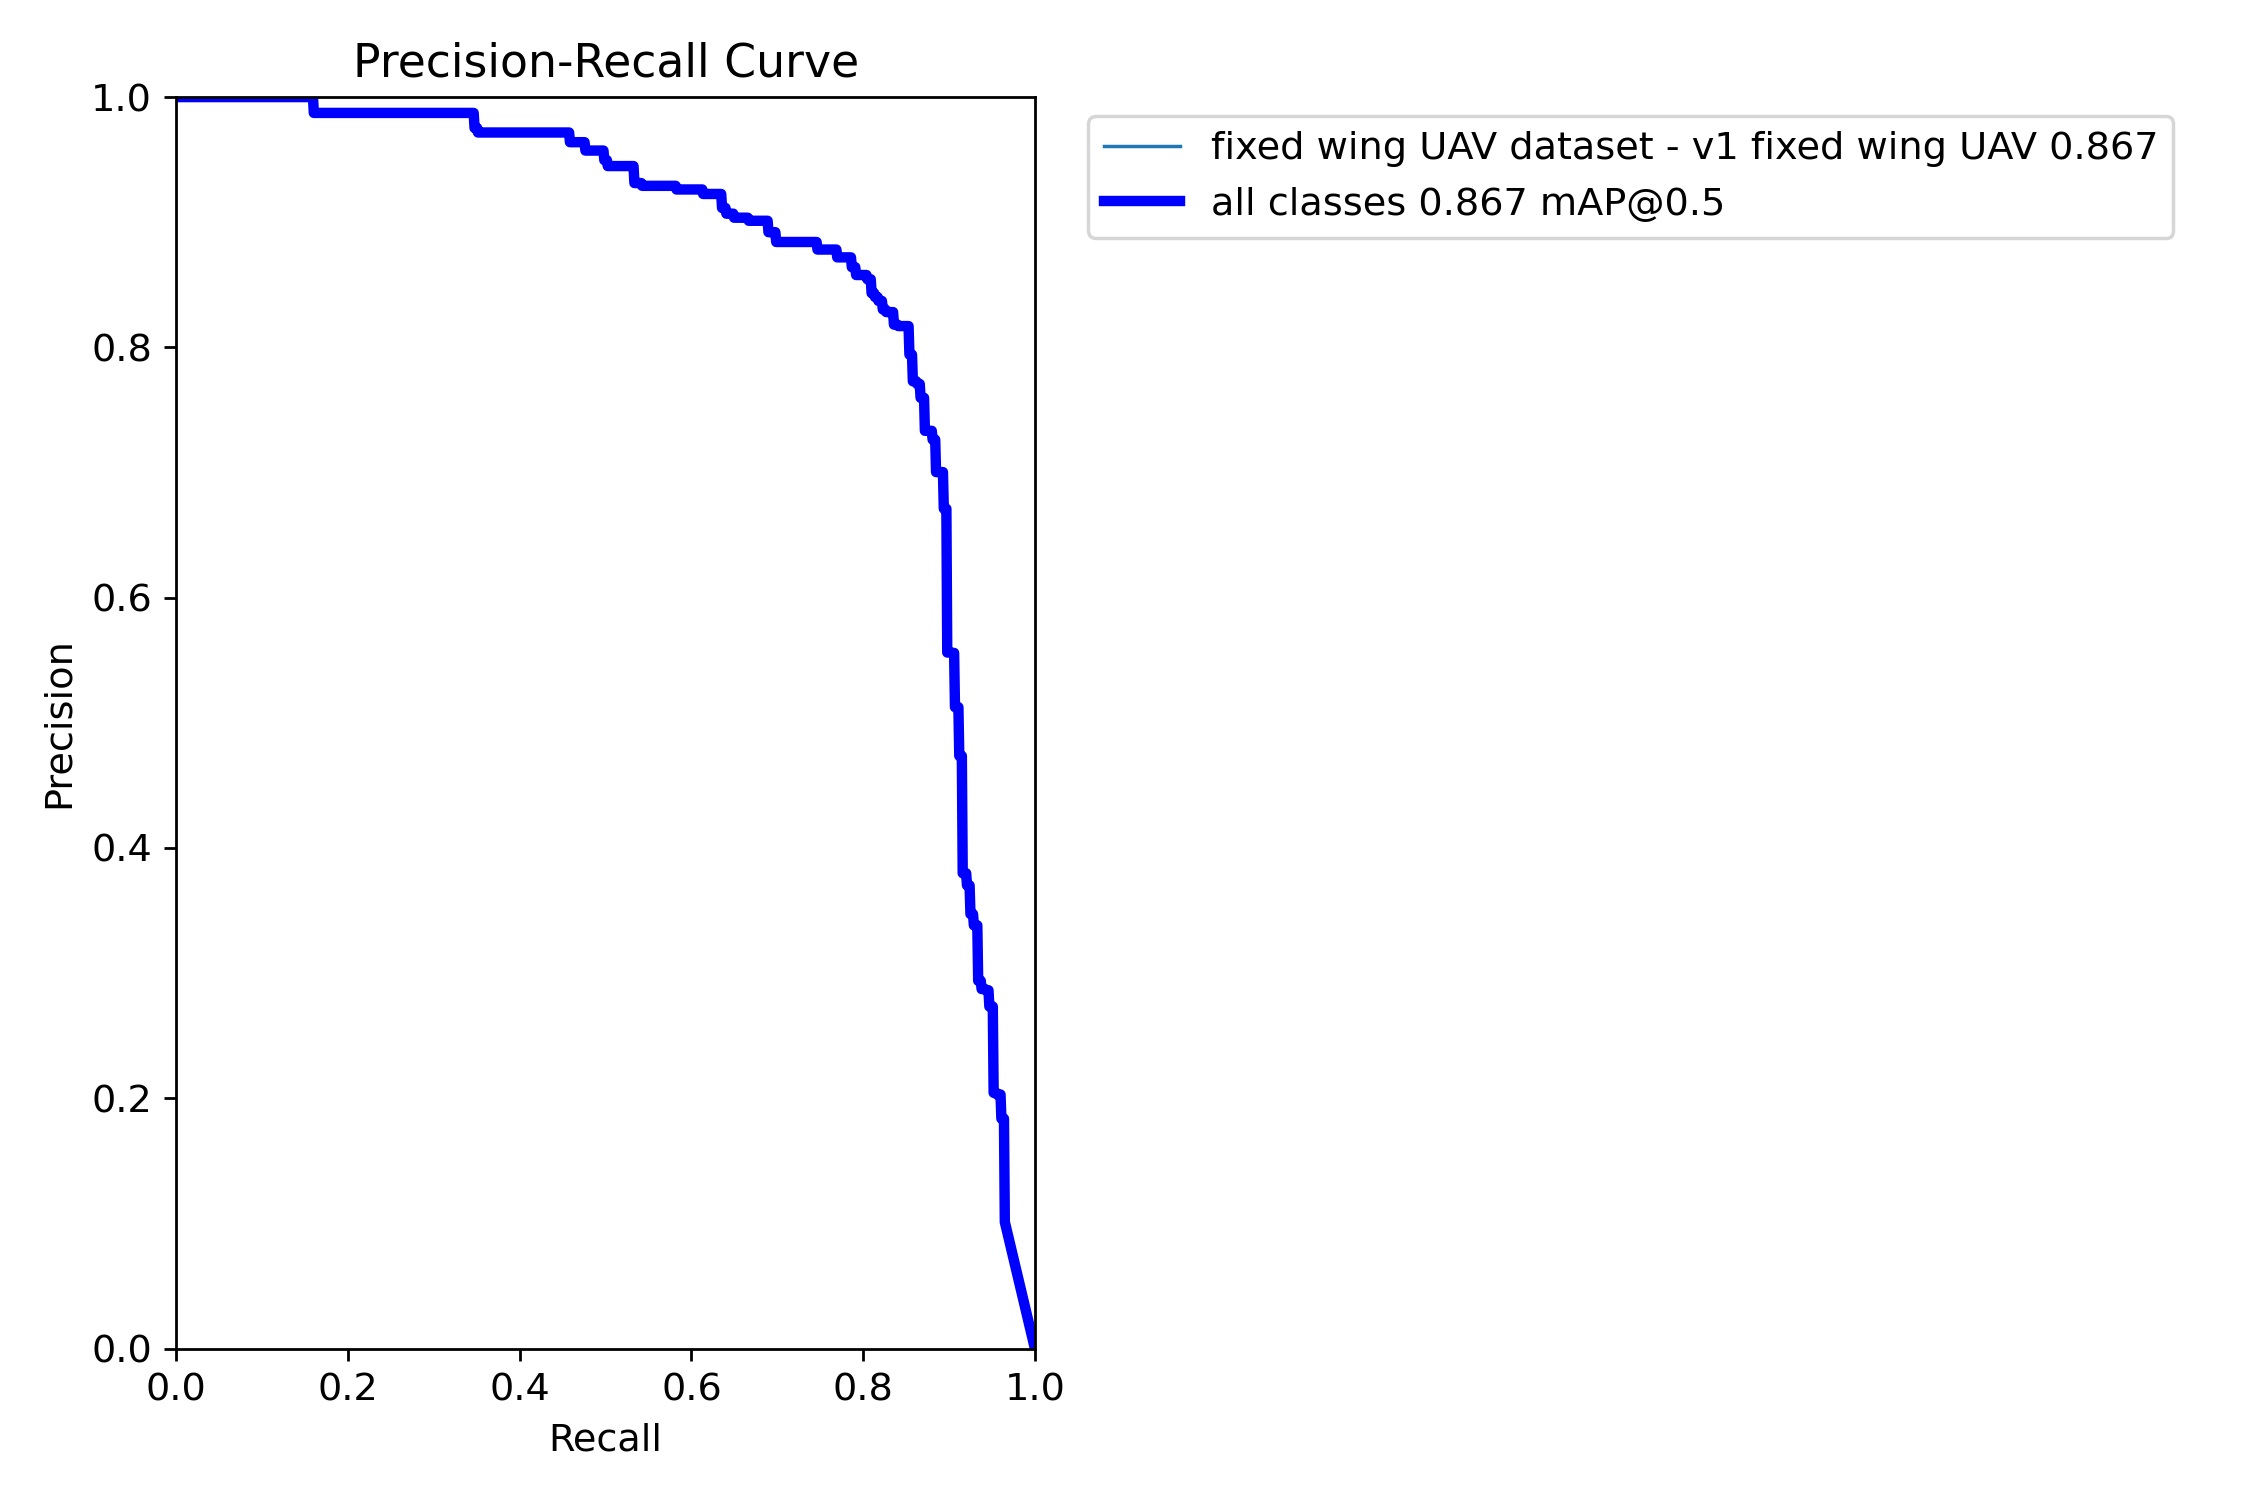 Precision-Recall Curve
fixed wing UAV dataset - v1 fixed wing UAV 0.867
all classes 0.867 mAP@0.5
1.0
0.8
0.6
0.4
0.2
0.0
Precision
0.0 0.2 0.4 0.6 0.8 1.0
Recall